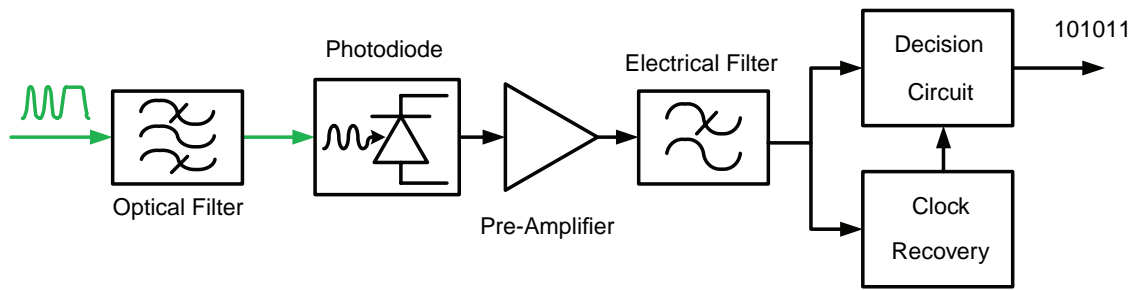 Optical Filter
Photodiode
Pre-Amplifier
Electrical Filter
Decision
Circuit
Clock
Recovery
101011